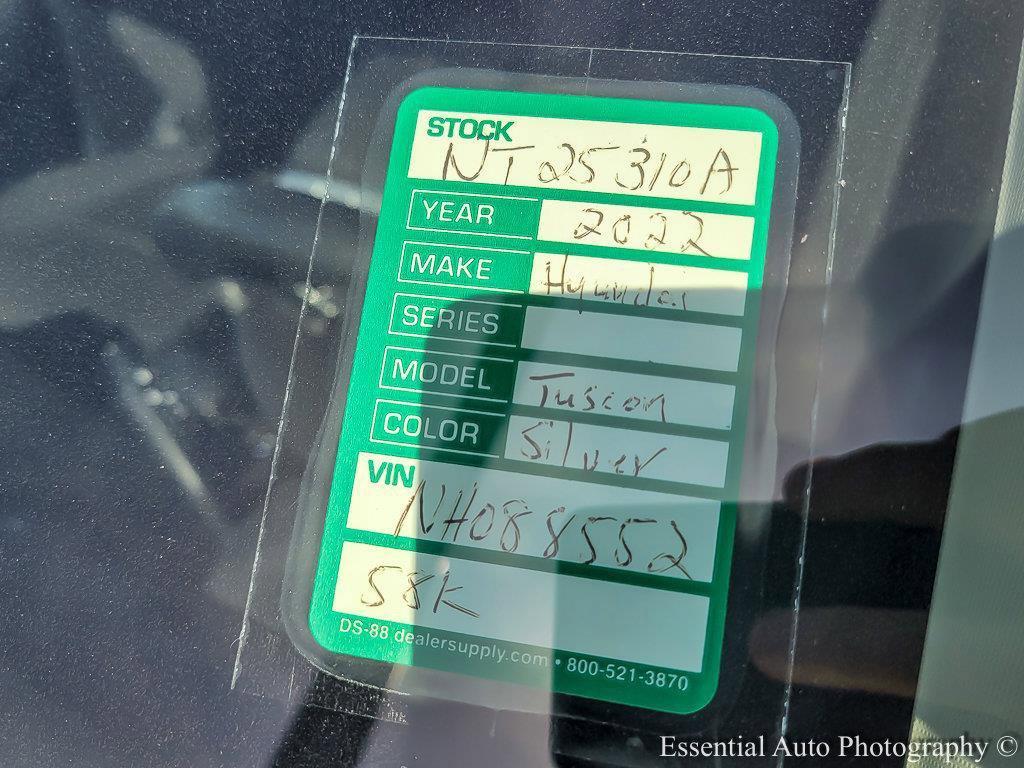 STOCK
NT25310A
YEAR 2022
MAKE Hyundai
SERIES
MODEL Tuscon
COLOR Silver
VIN
NH088552
58K
DS-88 dealersupply.com • 800-521-3870
Essential Auto Photography ©